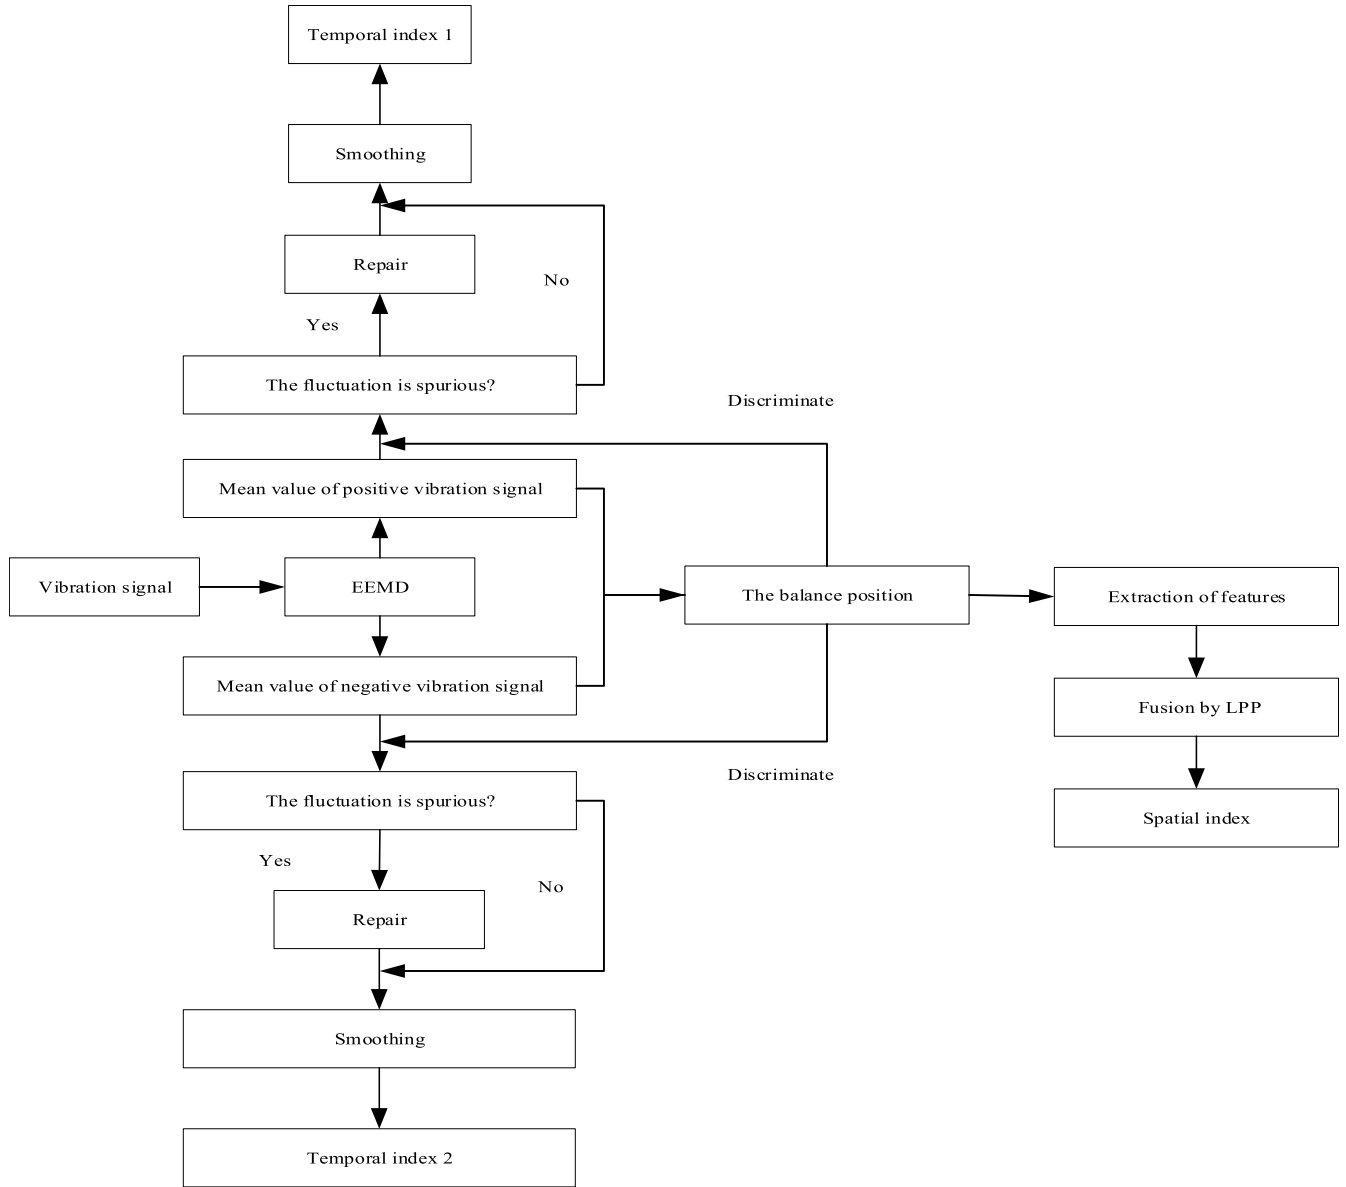 Temporal index 1
Smoothing
Repair
No
Yes
The fluctuation is spurious?
Discriminate
Mean value of positive vibration signal
Vibration signal
EEMD
The balance position
Extraction of features
Mean value of negative vibration signal
Fusion by LPP
Discriminate
The fluctuation is spurious?
Spatial index
Yes
No
Repair
Smoothing
Temporal index 2